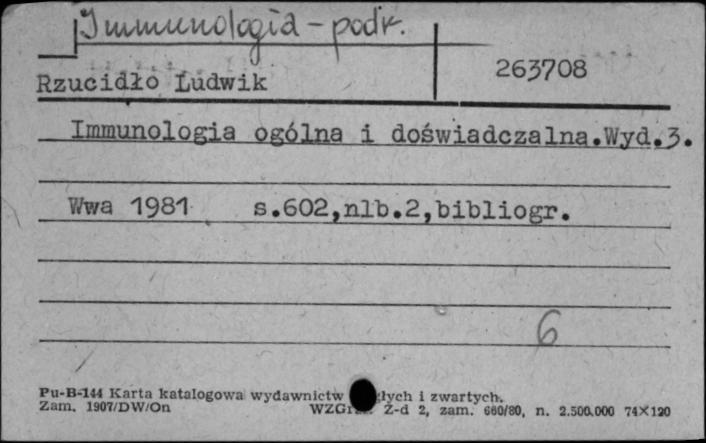 Immunologia - podr.
Rzucidło Ludwik
263708
Immunologia ogólna i doświadczalna.Wyd.3.
Wwa 1981 s.602,nlb.2,bibliogr.
6
Pu-B-144 Karta katalogowa wydawnictw i zwartych.
Zam. 1907/DW/On Z-d 2, zam. 660/80, n. 2.500.000 74×120